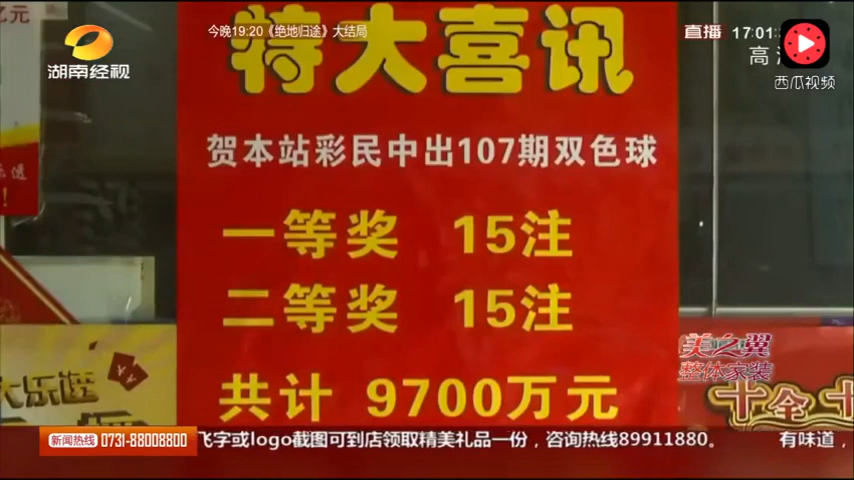 亿元
湖南经视
今晚19:20《绝地归途》大结局
直播 17:01
高
西瓜视频
特大喜讯
贺本站彩民中出107期双色球
一等奖 15注
二等奖 15注
共计 9700万元
大乐透
美之翼
整体家装
十全十
新闻热线 0731-88008800
飞字或logo截图可到店领取精美礼品一份，咨询热线89911880。 有味道，